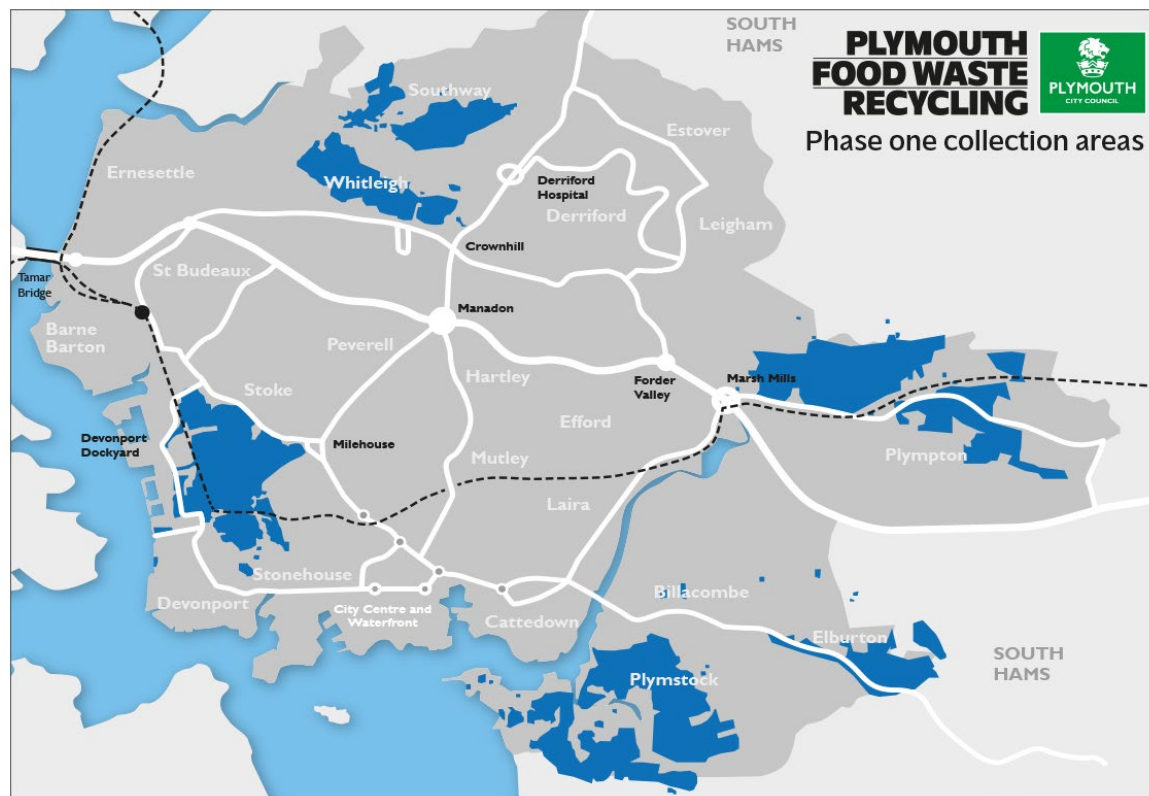 SOUTH
HAMS
PLYMOUTH
FOOD WASTE
RECYCLING
PLYMOUTH
CITY COUNCIL
Phase one collection areas
Southway
Estover
Ernesettle
Whitleigh
Derriford
Hospital
Derriford
Leigham
Crownhill
St Budeaux
Tamar
Bridge
Manadon
Barne
Barton
Peverell
Hartley
Forder
Valley
Marsh Mills
Stoke
Efford
Devonport
Dockyard
Milehouse
Mutley
Plympton
Laira
Stonehouse
Devonport
City Centre and
Waterfront
Cattedown
Billacombe
Elburton
SOUTH
HAMS
Plymstock